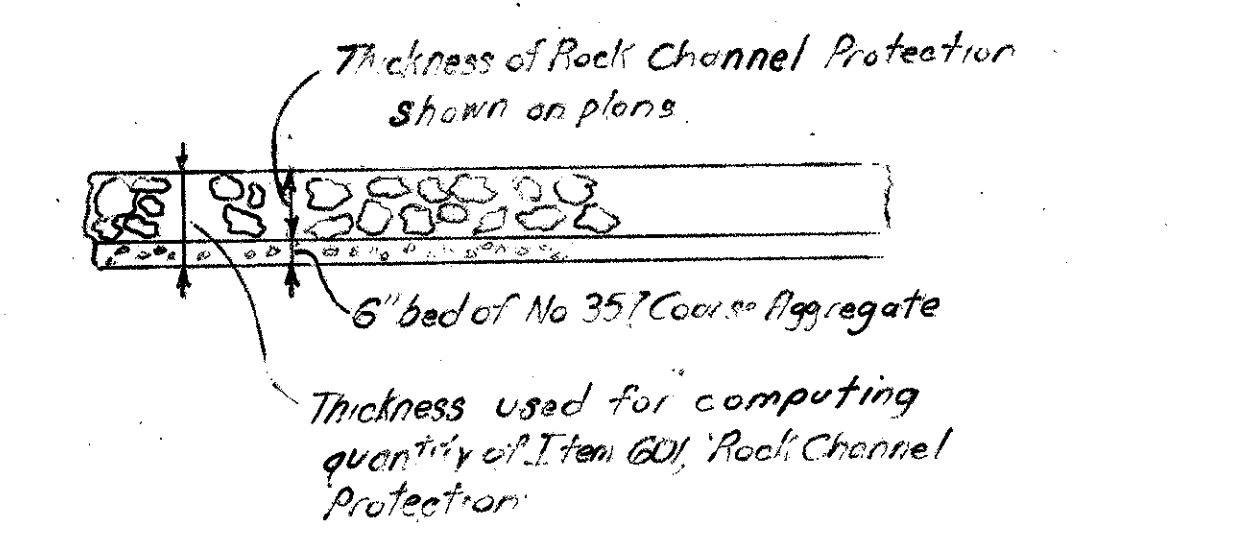 Thickness of Rock Channel Protection
shown on plans.
6" bed of No 357 Coarse Aggregate
Thickness used for computing
quantity of Item 601, Rock Channel
Protection